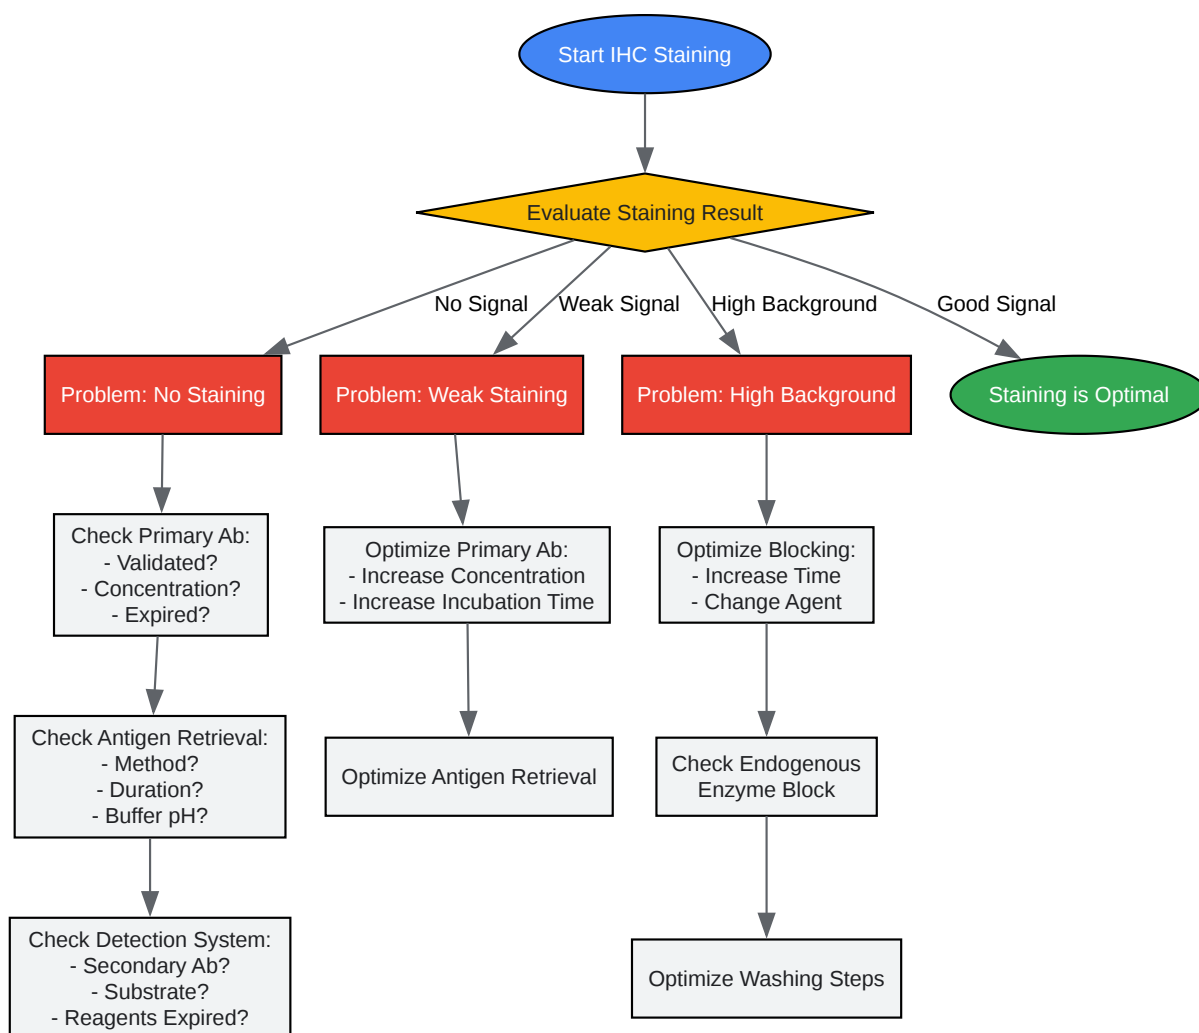 Start IHC Staining
Evaluate Staining Result
No Signal
Weak Signal
High Background
Good Signal
Problem: No Staining
Problem: Weak Staining
Problem: High Background
Staining is Optimal
Check Primary Ab:
- Validated?
- Concentration?
- Expired?
Optimize Primary Ab:
- Increase Concentration
- Increase Incubation Time
Optimize Blocking:
- Increase Time
- Change Agent
Check Antigen Retrieval:
- Method?
- Duration?
- Buffer pH?
Optimize Antigen Retrieval
Check Endogenous
Enzyme Block
Check Detection System:
- Secondary Ab?
- Substrate?
- Reagents Expired?
Optimize Washing Steps